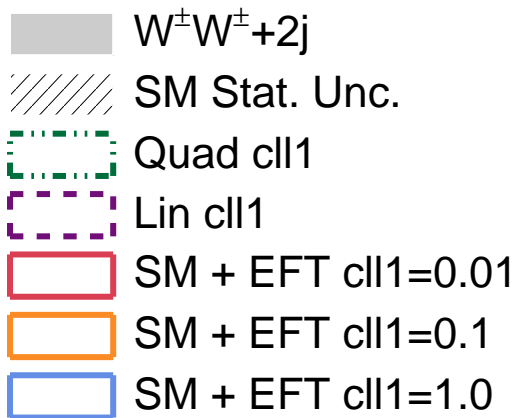 W±W±+2j
SM Stat. Unc.
Quad cll1
Lin cll1
SM + EFT cll1=0.01
SM + EFT cll1=0.1
SM + EFT cll1=1.0